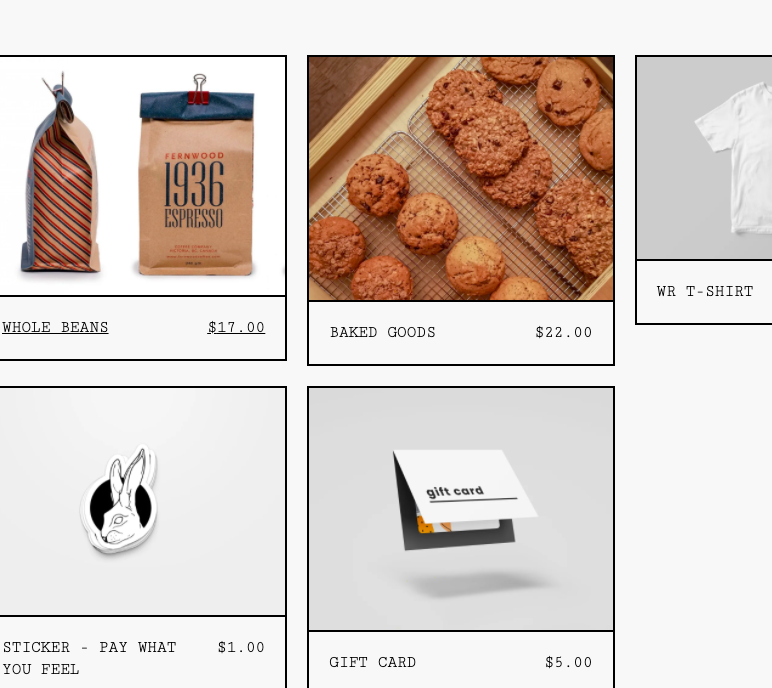 FERNWOOD
1936
ESPRESSO
WHOLE BEANS $17.00
BAKED GOODS $22.00
WR T-SHIRT
gift card
STICKER - PAY WHAT $1.00
YOU FEEL
GIFT CARD $5.00